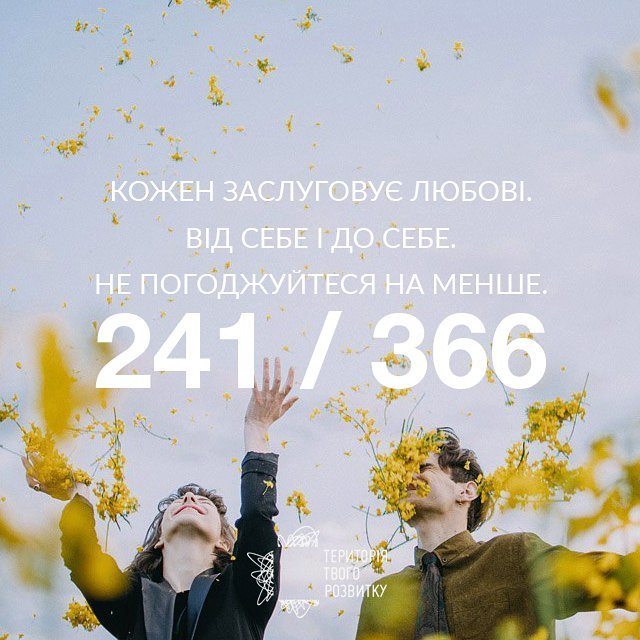 КОЖЕН ЗАСЛУГОВУЄ ЛЮБОВІ.
ВІД СЕБЕ І ДО СЕБЕ.
НЕ ПОГОДЖУЙТЕСЯ НА МЕНШЕ.
241 / 366
ТЕРИТОРІЯ
ТВОГО
РОЗВИТКУ